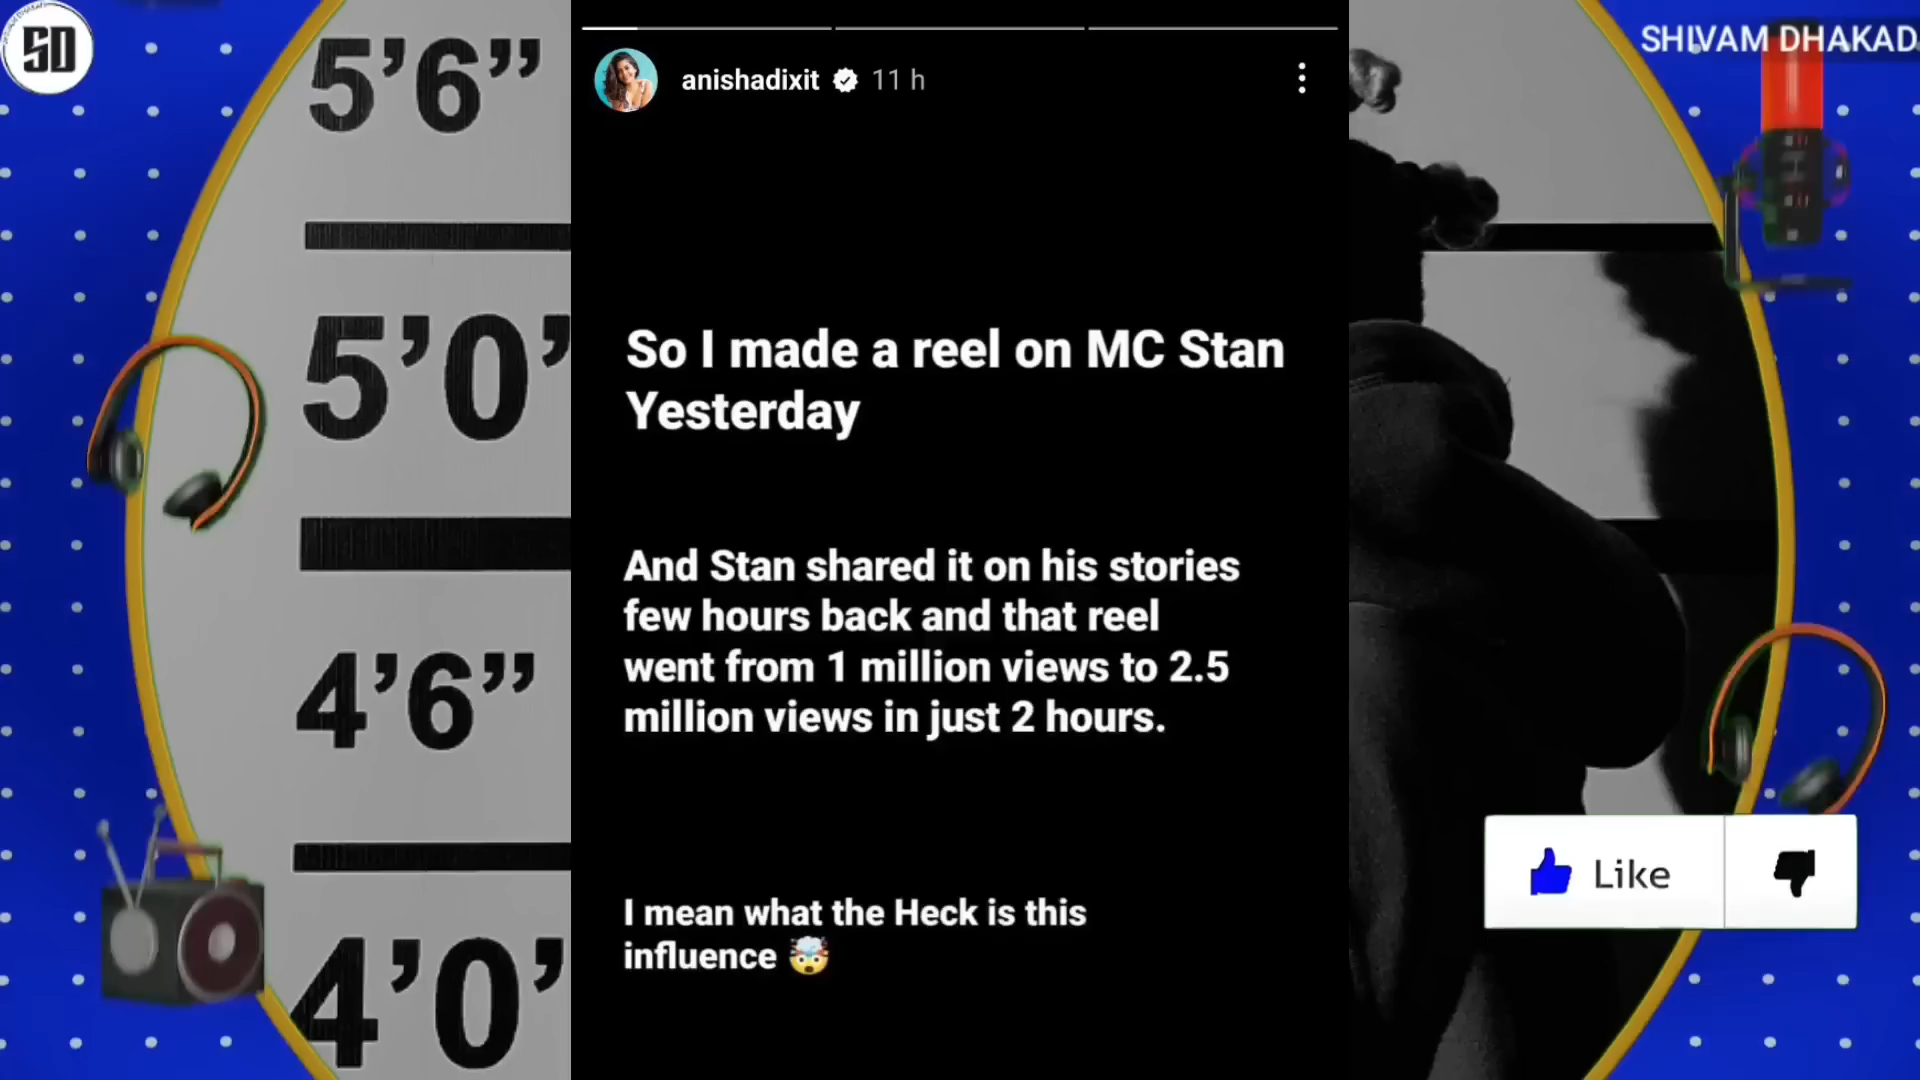 SD
SHIVAM DHAKAD
anishadixit 11 h
5’6”
5’0’
4’6”
4’0’
So I made a reel on MC Stan
Yesterday
And Stan shared it on his stories
few hours back and that reel
went from 1 million views to 2.5
million views in just 2 hours.
I mean what the Heck is this
influence 🤯
Like